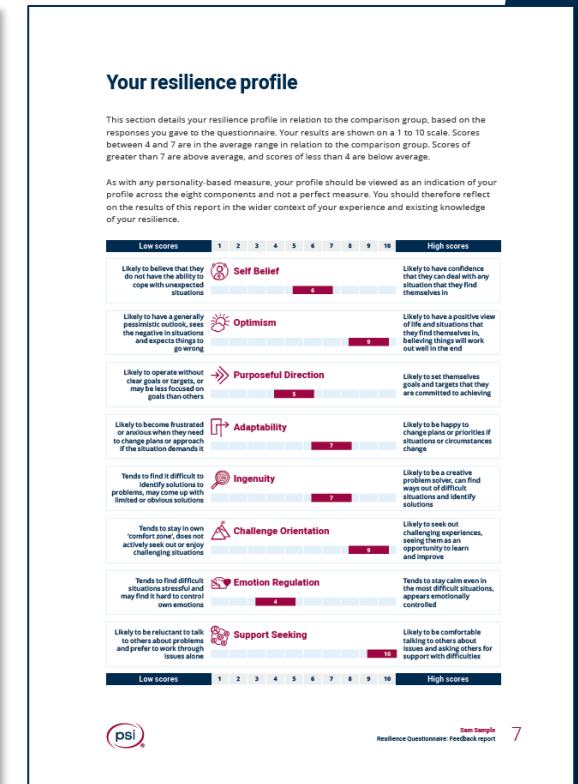 Your resilience profile
This section details your resilience profile in relation to the comparison group, based on the
responses you gave to the questionnaire. Your results are shown on a 1 to 10 scale. Scores
between 4 and 7 are in the average range in relation to the comparison group. Scores of
greater than 7 are above average, and scores of less than 4 are below average.
As with any personality-based measure, your profile should be viewed as an indication of your
profile across the eight components and not a perfect measure. You should therefore reflect
on the results of this report in the wider context of your experience and existing knowledge
of your resilience.
Low scores 1 2 3 4 5 6 7 8 9 10 High scores
Likely to believe that they
do not have the ability to
cope with unexpected
situations
Self Belief
6
Likely to have confidence
that they can deal with any
situation that they find
themselves in
Likely to have a generally
pessimistic outlook, sees
the negative in situations
and expects things to
go wrong
Optimism
9
Likely to have a positive view
of life and situations that
they find themselves in,
believing things will work
out well in the end
Likely to operate without
clear goals or targets, or
may be less focused on
goals than others
Purposeful Direction
5
Likely to set themselves
goals and targets that they
are committed to achieving
Likely to become frustrated
or anxious when they need
to change plans or approach
if the situation demands it
Adaptability
7
Likely to be happy to
change plans or priorities if
situations or circumstances
change
Tends to find it difficult to
identify solutions to
problems, may come up with
limited or obvious solutions
Ingenuity
7
Likely to be a creative
problem solver, can find
ways out of difficult
situations and identify
solutions
Tends to stay in own
'comfort zone', does not
actively seek out or enjoy
challenging situations
Challenge Orientation
9
Likely to seek out
challenging experiences,
seeing them as an
opportunity to learn
and improve
Tends to find difficult
situations stressful and
may find it hard to control
own emotions
Emotion Regulation
4
Tends to stay calm even in
the most difficult situations,
appears emotionally
controlled
Likely to be reluctant to talk
to others about problems
and prefer to work through
issues alone
Support Seeking
10
Likely to be comfortable
talking to others about
issues and asking others for
support with difficulties
Low scores 1 2 3 4 5 6 7 8 9 10 High scores
psi
Sam Sample
Resilience Questionnaire: Feedback report
7